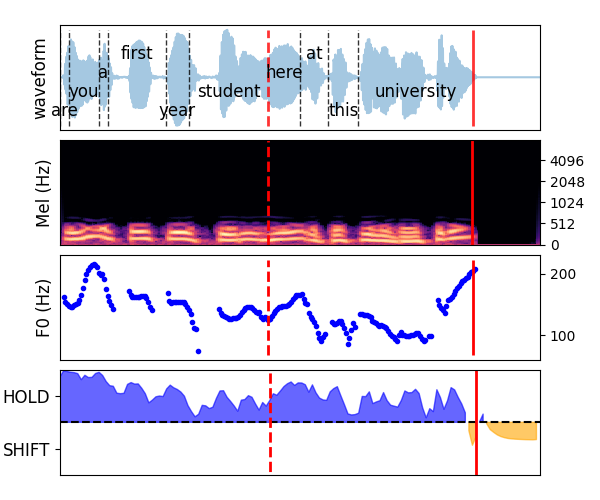 waveform
are you a first year student here at this university
Mel (Hz)
4096
2048
1024
512
0
F0 (Hz)
200
100
HOLD
SHIFT